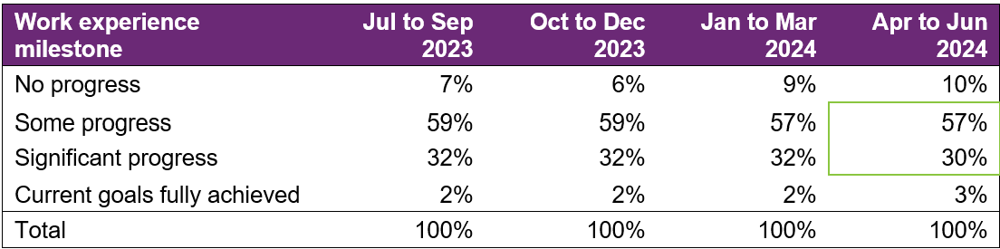 Work experience milestone Jul to Sep 2023 Oct to Dec 2023 Jan to Mar 2024 Apr to Jun 2024
No progress 7% 6% 9% 10%
Some progress 59% 59% 57% 57%
Significant progress 32% 32% 32% 30%
Current goals fully achieved 2% 2% 2% 3%
Total 100% 100% 100% 100%